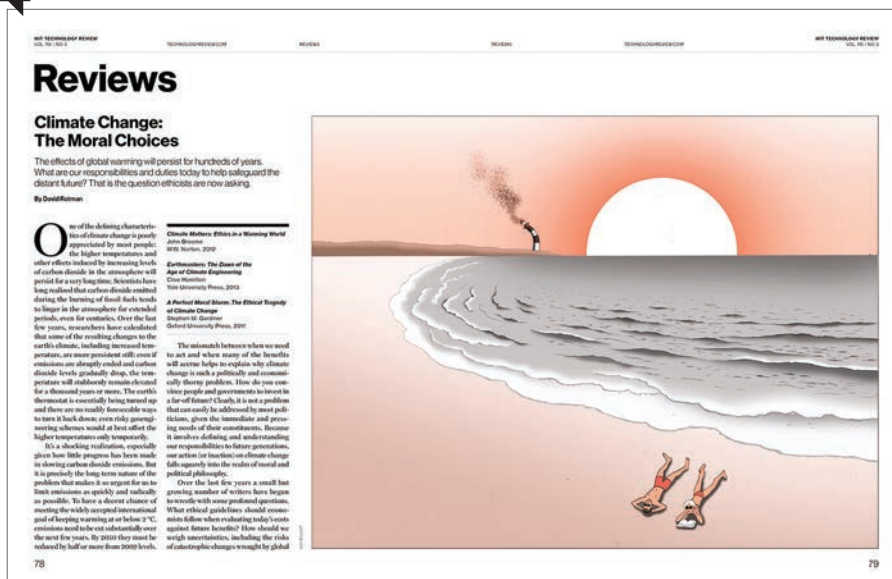 MIT TECHNOLOGY REVIEW
TECHNOLOGYREVIEW.COM
REVIEWS
REVIEWS
TECHNOLOGYREVIEW.COM
MIT TECHNOLOGY REVIEW
Reviews
Climate Change:
The Moral Choices
The effects of global warming will persist for hundreds of years.
What are our responsibilities and duties today to help safeguard the
distant future? That is the question ethicists are now asking.
By David Rotman
One of the defining characteris-
tics of climate change is poorly
appreciated by most people:
the higher temperatures and
other effects induced by increasing levels
of carbon dioxide in the atmosphere will
persist for a very long time. Scientists have
long realized that carbon dioxide emitted
during the burning of fossil fuels tends
to linger in the atmosphere for extended
periods, even for centuries. Over the last
few years, researchers have calculated
that some of the resulting changes to the
earth's climate, including increased tem-
perature, are more persistent still: even if
emissions are abruptly ended and carbon
dioxide levels gradually drop, the tem-
perature will stubbornly remain elevated
for a thousand years or more. The earth's
thermostat is essentially being turned up
and there are no readily foreseeable ways
to turn it back down; even risky geoengi-
neering schemes would at best offset the
higher temperatures only temporarily.
It's a shocking realization, especially
given how little progress has been made
in slowing carbon dioxide emissions. But
it is precisely the long-term nature of the
problem that makes it so urgent for us to
limit emissions as quickly and radically
as possible. To have a decent chance of
meeting the widely accepted international
goal of keeping warming at or below 2 °C,
emissions need to be cut substantially over
the next few years. By 2050 they must be
reduced by half or more from 2009 levels.
Climate Matters: Ethics in a Warming World
John Broome
WW. Norton, 2012
Earthmasters: The Dawn of the
Age of Climate Engineering
Clive Hamilton
Yale University Press, 2013
A Perfect Moral Storm: The Ethical Tragedy
of Climate Change
Stephen M. Gardiner
Oxford University Press, 2011
The mismatch between when we need
to act and when many of the benefits
will accrue helps to explain why climate
change is such a politically and economi-
cally thorny problem. How do you con-
vince people and governments to invest in
a far-off future? Clearly, it is not a problem
that can easily be addressed by most poli-
ticians, given the immediate and press-
ing needs of their constituents. Because
it involves defining and understanding
our responsibilities to future generations,
our action (or inaction) on climate change
falls squarely into the realm of moral and
political philosophy.
Over the last few years a small but
growing number of writers have begun
to wrestle with some profound questions.
What ethical guidelines should econo-
mists follow when evaluating today's costs
against future benefits? How should we
weigh uncertainties, including the risks
of catastrophic changes wrought by global
78
79